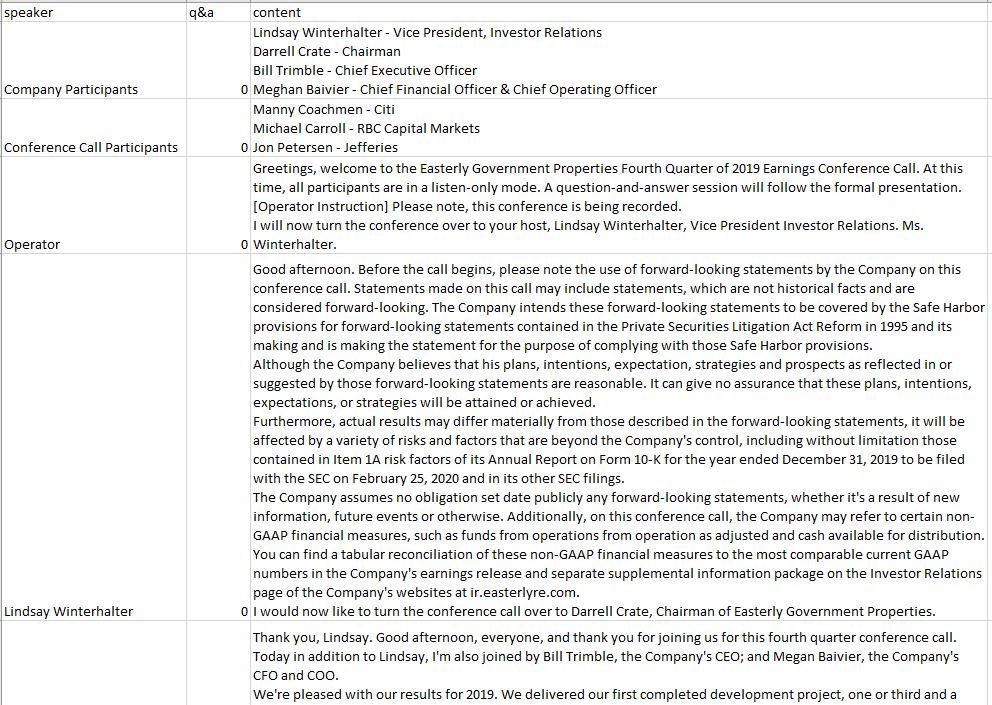 speaker q&a content
Lindsay Winterhalter - Vice President, Investor Relations
Darrell Crate - Chairman
Bill Trimble - Chief Executive Officer
Company Participants 0 Meghan Baivier - Chief Financial Officer & Chief Operating Officer
Manny Coachmen - Citi
Michael Carroll - RBC Capital Markets
Conference Call Participants 0 Jon Petersen - Jefferies
Greetings, welcome to the Easterly Government Properties Fourth Quarter of 2019 Earnings Conference Call. At this
time, all participants are in a listen-only mode. A question-and-answer session will follow the formal presentation.
[Operator Instruction] Please note, this conference is being recorded.
I will now turn the conference over to your host, Lindsay Winterhalter, Vice President Investor Relations. Ms.
Operator 0 Winterhalter.
Good afternoon. Before the call begins, please note the use of forward-looking statements by the Company on this
conference call. Statements made on this call may include statements, which are not historical facts and are
considered forward-looking. The Company intends these forward-looking statements to be covered by the Safe Harbor
provisions for forward-looking statements contained in the Private Securities Litigation Act Reform in 1995 and its
making and is making the statement for the purpose of complying with those Safe Harbor provisions.
Although the Company believes that his plans, intentions, expectation, strategies and prospects as reflected in or
suggested by those forward-looking statements are reasonable. It can give no assurance that these plans, intentions,
expectations, or strategies will be attained or achieved.
Furthermore, actual results may differ materially from those described in the forward-looking statements, it will be
affected by a variety of risks and factors that are beyond the Company's control, including without limitation those
contained in Item 1A risk factors of its Annual Report on Form 10-K for the year ended December 31, 2019 to be filed
with the SEC on February 25, 2020 and in its other SEC filings.
The Company assumes no obligation set date publicly any forward-looking statements, whether it's a result of new
information, future events or otherwise. Additionally, on this conference call, the Company may refer to certain non-
GAAP financial measures, such as funds from operations from operation as adjusted and cash available for distribution.
You can find a tabular reconciliation of these non-GAAP financial measures to the most comparable current GAAP
numbers in the Company's earnings release and separate supplemental information package on the Investor Relations
page of the Company's websites at ir.easterlyre.com.
Lindsay Winterhalter 0 I would now like to turn the conference call over to Darrell Crate, Chairman of Easterly Government Properties.
Thank you, Lindsay. Good afternoon, everyone, and thank you for joining us for this fourth quarter conference call.
Today in addition to Lindsay, I'm also joined by Bill Trimble, the Company's CEO; and Megan Baivier, the Company's
CFO and COO.
We're pleased with our results for 2019. We delivered our first completed development project, one or third and a